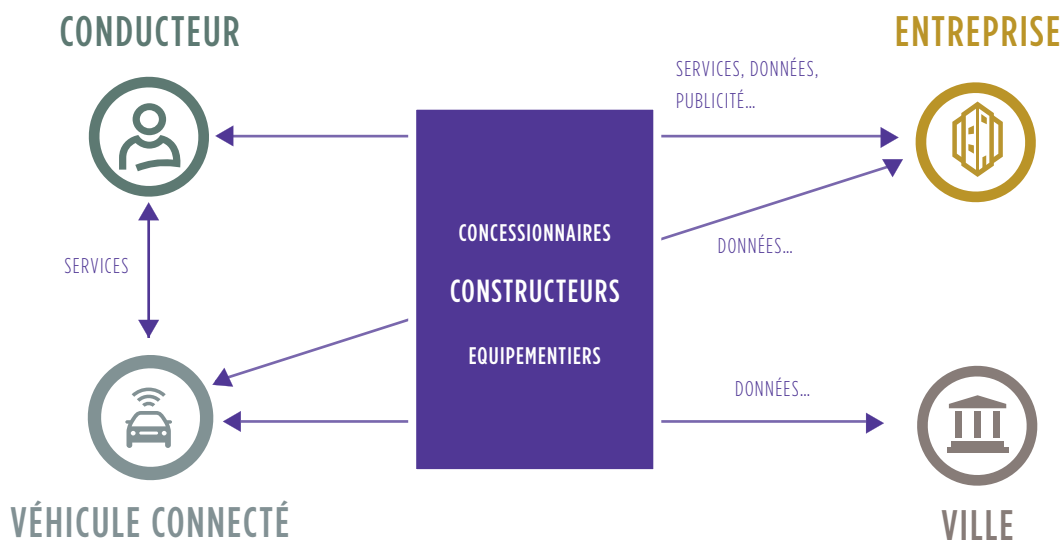 CONDUCTEUR
ENTREPRISE
SERVICES, DONNÉES,
PUBLICITÉ...
CONCESSIONNAIRES
DONNÉES...
SERVICES
CONSTRUCTEURS
EQUIPEMENTIERS
DONNÉES...
VÉHICULE CONNECTÉ
VILLE